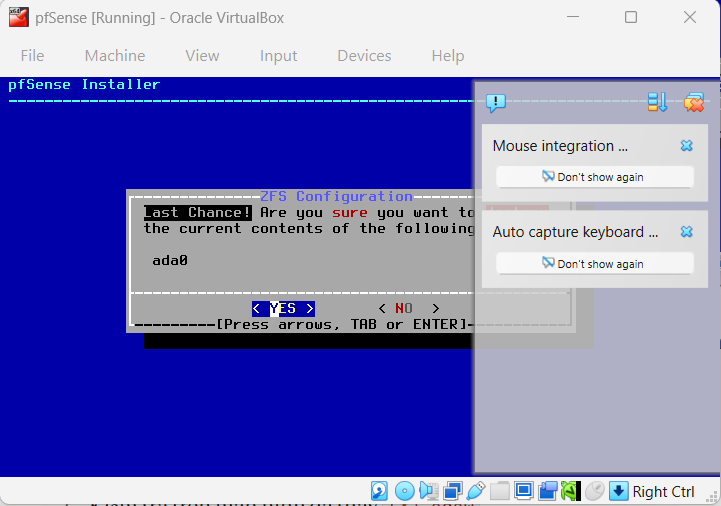 pfSense [Running] - Oracle VirtualBox
File Machine View Input Devices Help
pfSense Installer
Mouse integration ...
Don't show again
Auto capture keyboard ...
Don't show again
ZFS Configuration
Last Chance! Are you sure you want to
the current contents of the following
ada0
< YES > < NO >
[Press arrows, TAB or ENTER]
Right Ctrl